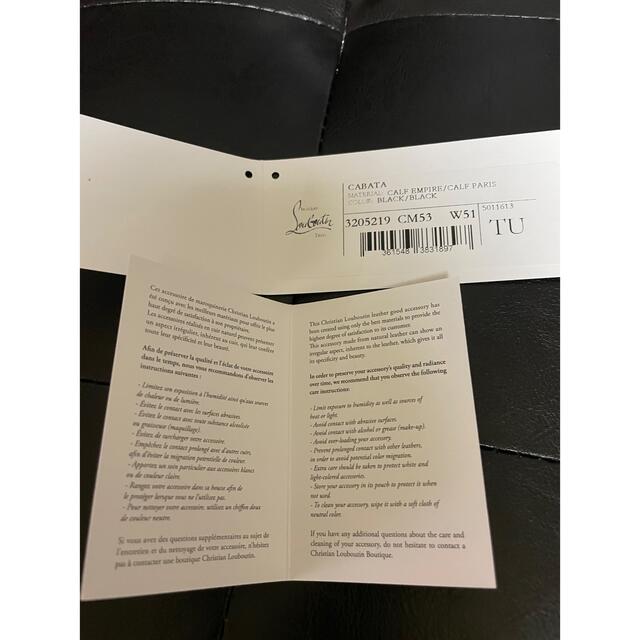 CABATA
MATERIAL: CALF EMPIRE/CALF PARIS
COLOR: BLACK/BLACK
3205219 CM53 W51
5011613
TU
361548 3831897
Christian
Louboutin
Paris
Cet accessoire de maroquinerie Christian Louboutin a
été conçu avec les meilleurs matériaux pour offrir le plus
haut degré de satisfaction à son propriétaire.
Les accessoires réalisés en cuir naturel peuvent présenter
un aspect irrégulier, inhérent au cuir, qui leur confère
toute leur spécificité et leur beauté.
Afin de préserver la qualité et l'éclat de votre accessoire
dans le temps, nous vous recommandons d'observer les
instructions suivantes :
- Limitez son exposition à l'humidité ainsi qu'aux sources
de chaleur ou de lumière.
- Évitez le contact avec les surfaces abrasives.
- Évitez le contact avec toute substance alcoolisée
ou graisseuse (maquillage).
- Évitez de surcharger votre accessoire.
- Empêchez le contact prolongé avec d'autres cuirs,
afin d'éviter la migration potentielle de couleur.
- Apportez un soin particulier aux accessoires blancs
ou de couleur claire.
- Rangez votre accessoire dans sa housse afin de
le protéger lorsque vous ne l'utilisez pas.
- Pour nettoyer votre accessoire, utilisez un chiffon doux
de couleur neutre.
Si vous avez des questions supplémentaires au sujet de
l'entretien et du nettoyage de votre accessoire, n'hésitez
pas à contacter une boutique Christian Louboutin.
This Christian Louboutin leather good accessory has
been created using only the best materials to provide the
highest degree of satisfaction to its customer.
This accessory made from natural leather can show an
irregular aspect, inherent to the leather, which gives it all
its specificity and beauty.
In order to preserve your accessory's quality and radiance
over time, we recommend that you observe the following
care instructions:
- Limit exposure to humidity as well as sources of
heat or light.
- Avoid contact with abrasive surfaces.
- Avoid contact with alcohol or grease (make-up).
- Avoid over-loading your accessory.
- Prevent prolonged contact with other leathers,
in order to avoid potential color migration.
- Extra care should be taken to protect white and
light-colored accessories.
- Store your accessory in its pouch to protect it when
not used.
- To clean your accessory, wipe it with a soft cloth of
neutral color.
If you have any additional questions about the care and
cleaning of your accessory, do not hesitate to contact a
Christian Louboutin Boutique.